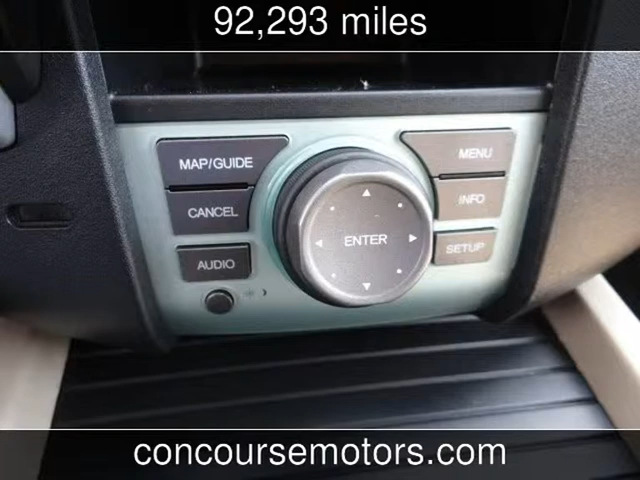 92,293 miles
MAP/GUIDE
MENU
CANCEL
INFO
ENTER
AUDIO
SETUP
concoursemotors.com